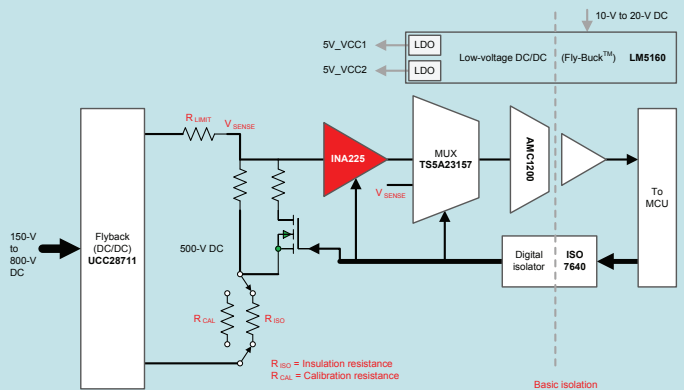 10-V to 20-V DC
5V_VCC1
LDO
5V_VCC2
LDO
Low-voltage DC/DC
(Fly-Buck™) LM5160
R LIMIT
V SENSE
INA225
MUX
TS5A23157
V SENSE
AMC1200
To
MCU
150-V
to
800-V
DC
Flyback
(DC/DC)
UCC28711
500-V DC
Digital
isolator
ISO
7640
R CAL
R ISO
R ISO = Insulation resistance
R CAL = Calibration resistance
Basic isolation